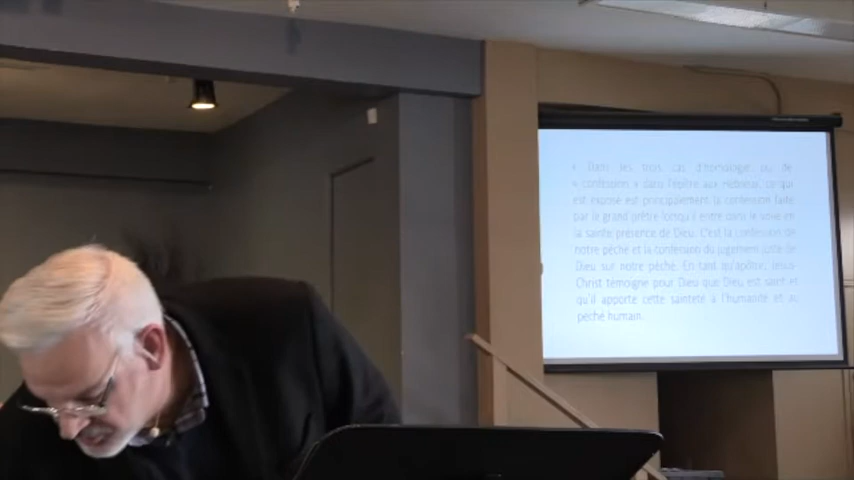 « Dans les trois cas d'homologie ou de
« confession » dans l'épître aux Hébreux, ce qui
est exposé est principalement la confession faite
par le grand prêtre lorsqu'il entre dans le voile en
la sainte présence de Dieu. C'est la confession de
notre péché et la confession du jugement juste de
Dieu sur notre péché. En tant qu'apôtre, Jésus-
Christ témoigne pour Dieu que Dieu est saint et
qu'il apporte cette sainteté à l'humanité et au
péché humain.